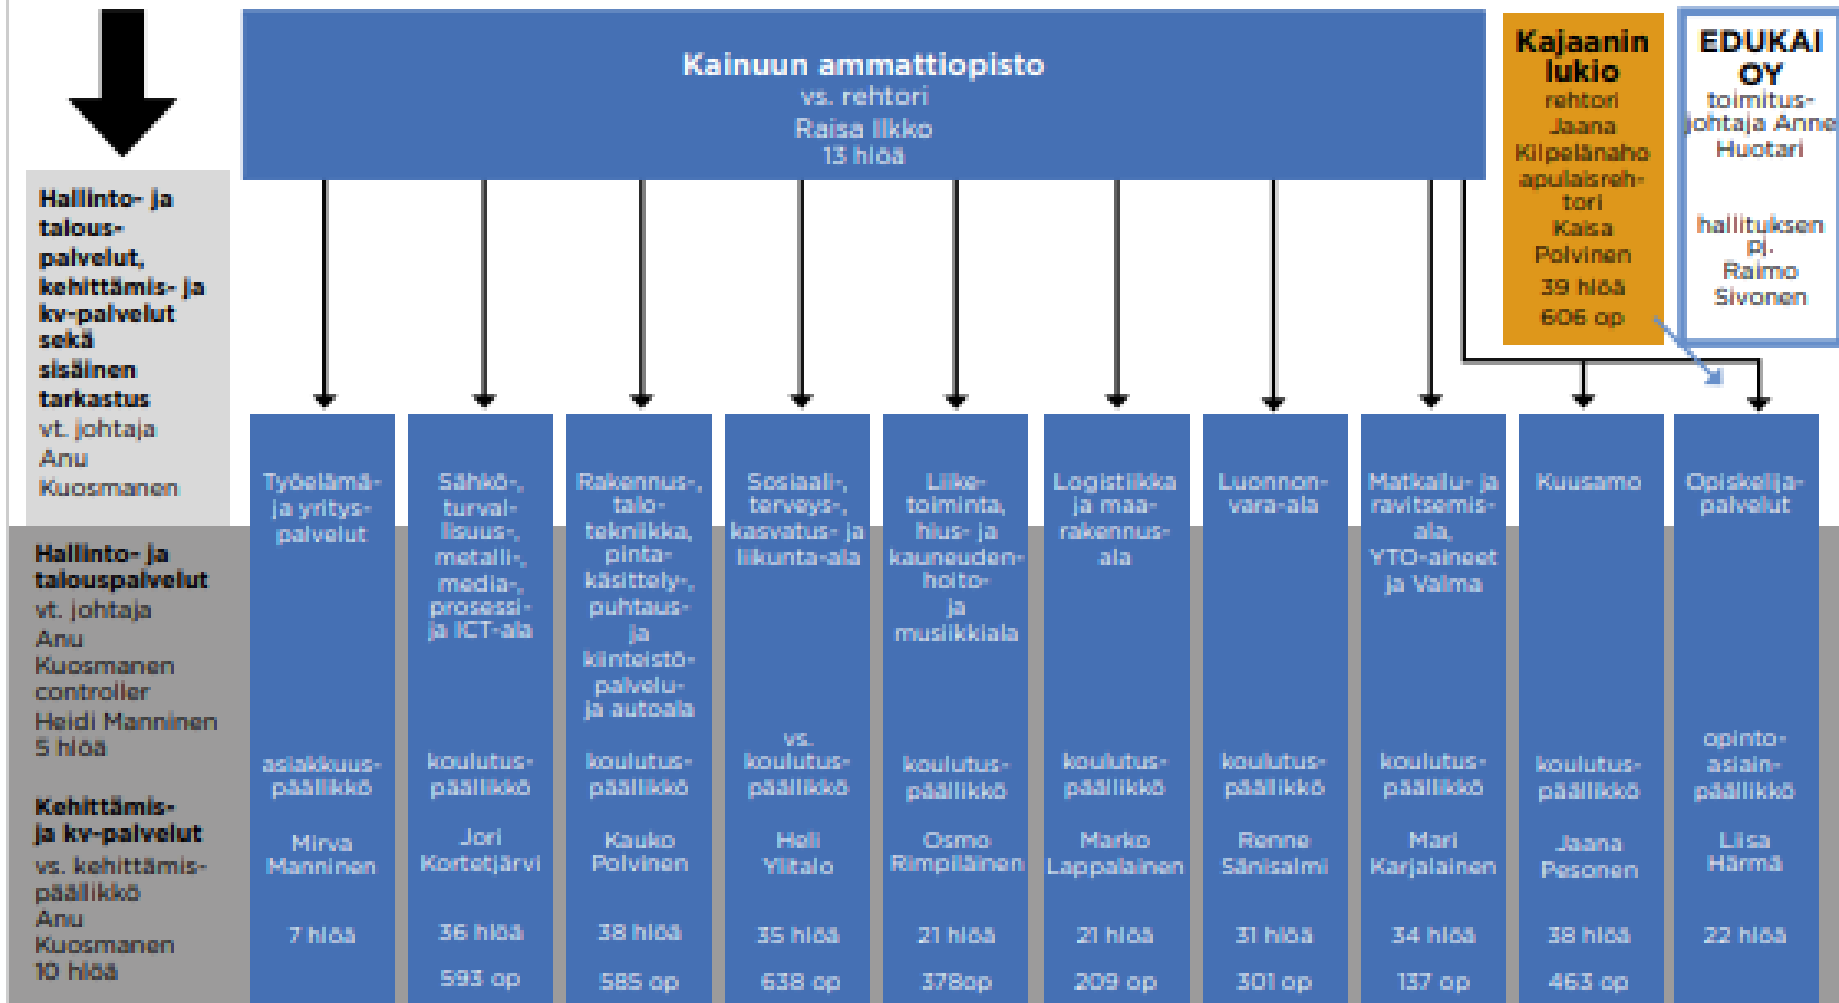 Kainuun ammattiopisto
vs. rehtori
Raisa Ilkko
13 hlöä
Kajaanin
lukio
rehtori
Jaana
Kilpelänaho
apulaisreh-
tori
Kaisa
Polvinen
39 hlöä
606 op
EDUKAI
OY
toimitus-
johtaja Anne
Huotari
hallituksen
pj.
Raimo
Sivonen
Hallinto- ja
talous-
palvelut,
kehittämis- ja
kv-palvelut
sekä
sisäinen
tarkastus
vt. johtaja
Anu
Kuosmanen
Hallinto- ja
talouspalvelut
vt. johtaja
Anu
Kuosmanen
controller
Heidi Manninen
5 hlöä
Kehittämis-
ja kv-palvelut
vs. kehittämis-
päällikkö
Anu
Kuosmanen
10 hlöä
Työelämä-
ja yritys-
palvelut
asiakkuus-
päällikkö
Mirva
Manninen
7 hlöä
Sähkö-,
turval-
lisuus-,
metalli-,
media-,
prosessi-
ja ICT-ala
koulutus-
päällikkö
Jori
Kortetjärvi
36 hlöä
593 op
Rakennus-,
talo-
tekniikka,
pinta-
käsittely-,
puhtaus-
ja
kiinteistö-
palvelu-
ja autoala
koulutus-
päällikkö
Kauko
Polvinen
38 hlöä
585 op
Sosiaali-,
terveys-,
kasvatus- ja
liikunta-ala
vs.
koulutus-
päällikkö
Heli
Ylitalo
35 hlöä
638 op
Liike-
toiminta,
hius- ja
kauneuden-
hoito-
ja
musiikkiala
koulutus-
päällikkö
Osmo
Rimpiläinen
21 hlöä
378op
Logistiikka
ja maa-
rakennus-
ala
koulutus-
päällikkö
Marko
Lappalainen
21 hlöä
209 op
Luonnon-
vara-ala
koulutus-
päällikkö
Renne
Sänisalmi
31 hlöä
301 op
Matkailu- ja
ravitsemis-
ala,
YTO-aineet
ja Valma
koulutus-
päällikkö
Mari
Karjalainen
34 hlöä
137 op
Kuusamo
koulutus-
päällikkö
Jaana
Pesonen
38 hlöä
463 op
Opiskelija-
palvelut
opinto-
asiain-
päällikkö
Liisa
Härmä
22 hlöä